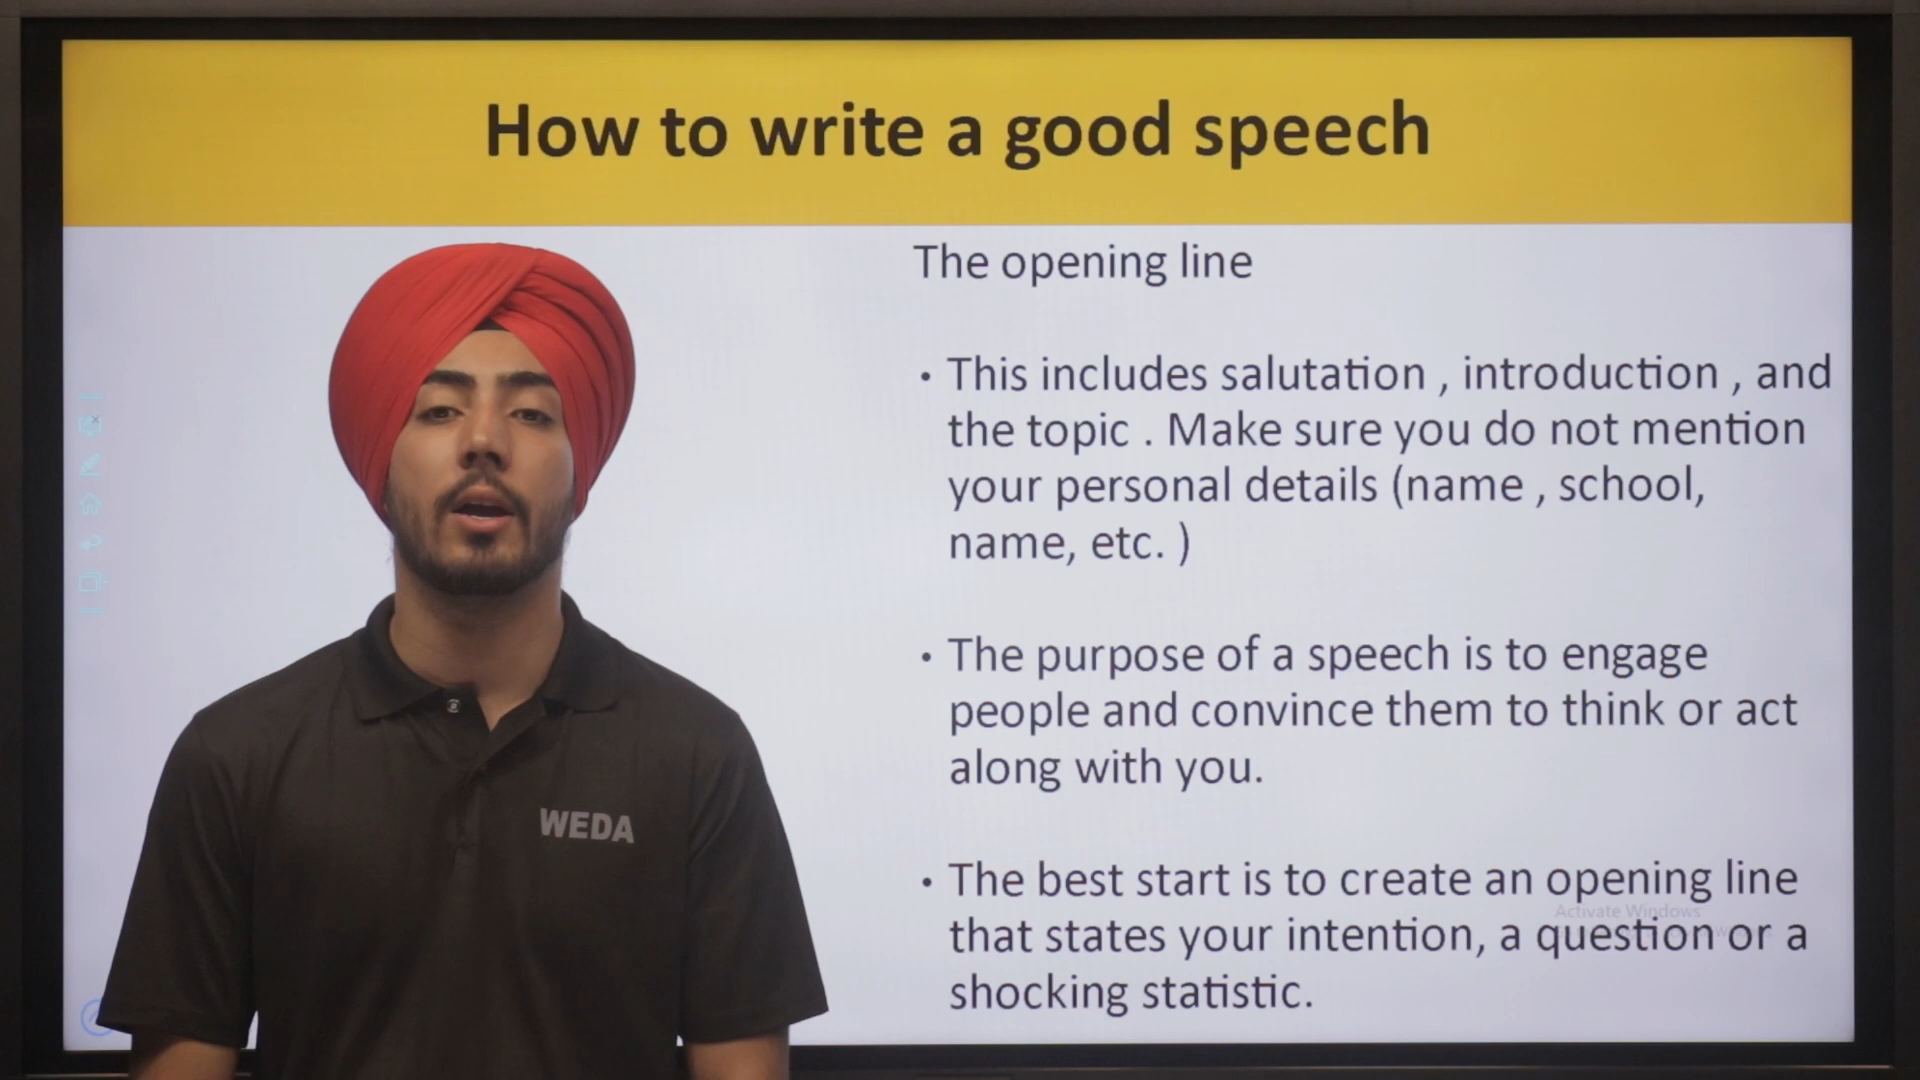 How to write a good speech
The opening line
• This includes salutation , introduction , and
the topic . Make sure you do not mention
your personal details (name , school,
name, etc. )
• The purpose of a speech is to engage
people and convince them to think or act
along with you.
• The best start is to create an opening line
that states your intention, a question or a
shocking statistic.
Activate Windows
WEDA